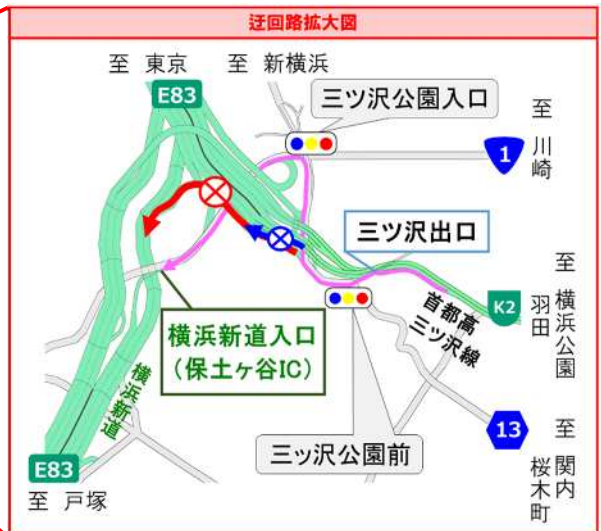 迂回路拡大図
至 東京
至 新横浜
E83
三ツ沢公園入口
至 川崎
1
三ツ沢出口
至 横浜公園
羽田
K2
首都高
三ツ沢線
横浜新道入口
(保土ヶ谷IC)
横浜新道
三ッ沢公園前
13
至 関内
桜木町
E83
至 戸塚